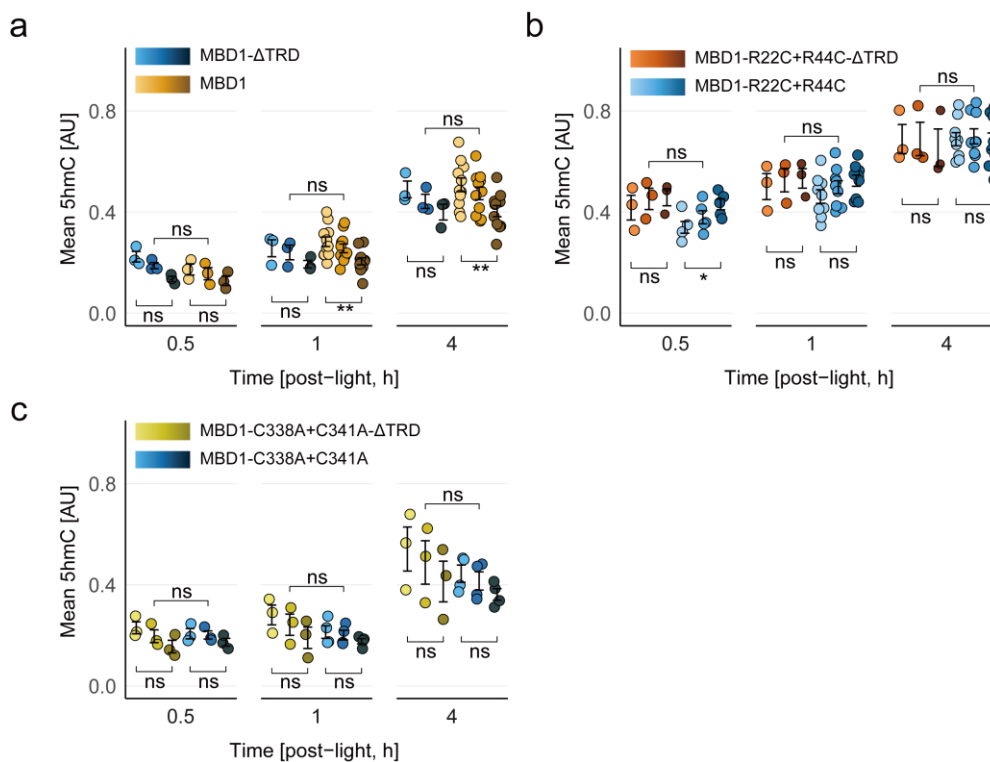 a
MBD1-ΔTRD
MBD1
Mean 5hmC [AU]
0.8
0.4
0.0
ns
ns
ns
ns
ns
ns
**
ns
ns
**
0.5
1
4
Time [post-light, h]
b
MBD1-R22C+R44C-ΔTRD
MBD1-R22C+R44C
Mean 5hmC [AU]
0.8
0.4
0.0
ns
ns
*
ns
ns
ns
ns
ns
ns
0.5
1
4
Time [post-light, h]
c
MBD1-C338A+C341A-ΔTRD
MBD1-C338A+C341A
Mean 5hmC [AU]
0.8
0.4
0.0
ns
ns
ns
ns
ns
ns
ns
ns
ns
0.5
1
4
Time [post-light, h]